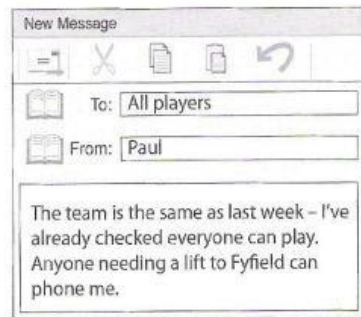 New Message
To: All players
From: Paul
The team is the same as last week – I've
already checked everyone can play.
Anyone needing a lift to Fyfield can
phone me.